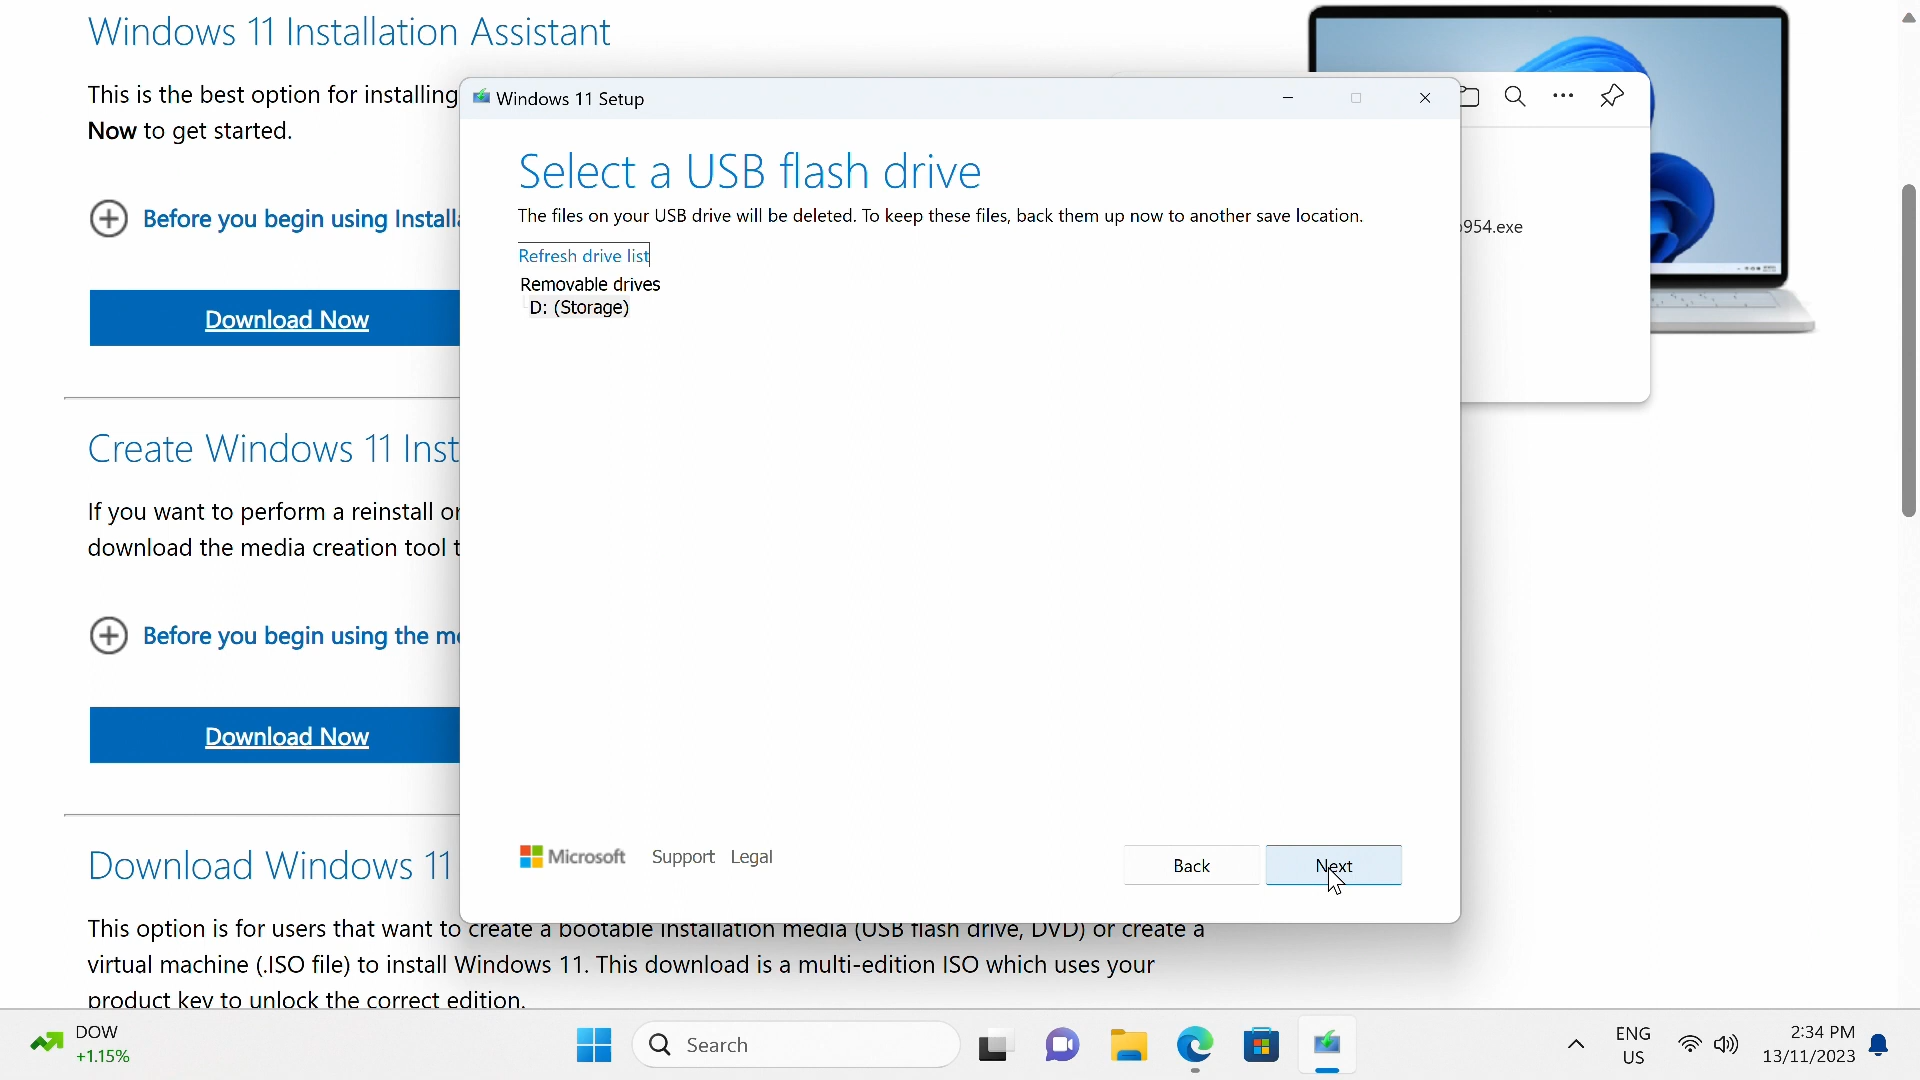 Windows 11 Installation Assistant
This is the best option for installing
Now to get started.
Before you begin using Installa
Download Now
Create Windows 11 Inst
If you want to perform a reinstall or
download the media creation tool t
Before you begin using the me
Download Now
Download Windows 11
This option is for users that want to create a bootable installation media (USB flash drive, DVD) or create a
virtual machine (.ISO file) to install Windows 11. This download is a multi-edition ISO which uses your
product key to unlock the correct edition.
Windows 11 Setup
Select a USB flash drive
The files on your USB drive will be deleted. To keep these files, back them up now to another save location.
Refresh drive list
Removable drives
D: (Storage)
Microsoft Support Legal
Back Next
954.exe
DOW
+1.15%
Search
ENG
US
2:34 PM
13/11/2023